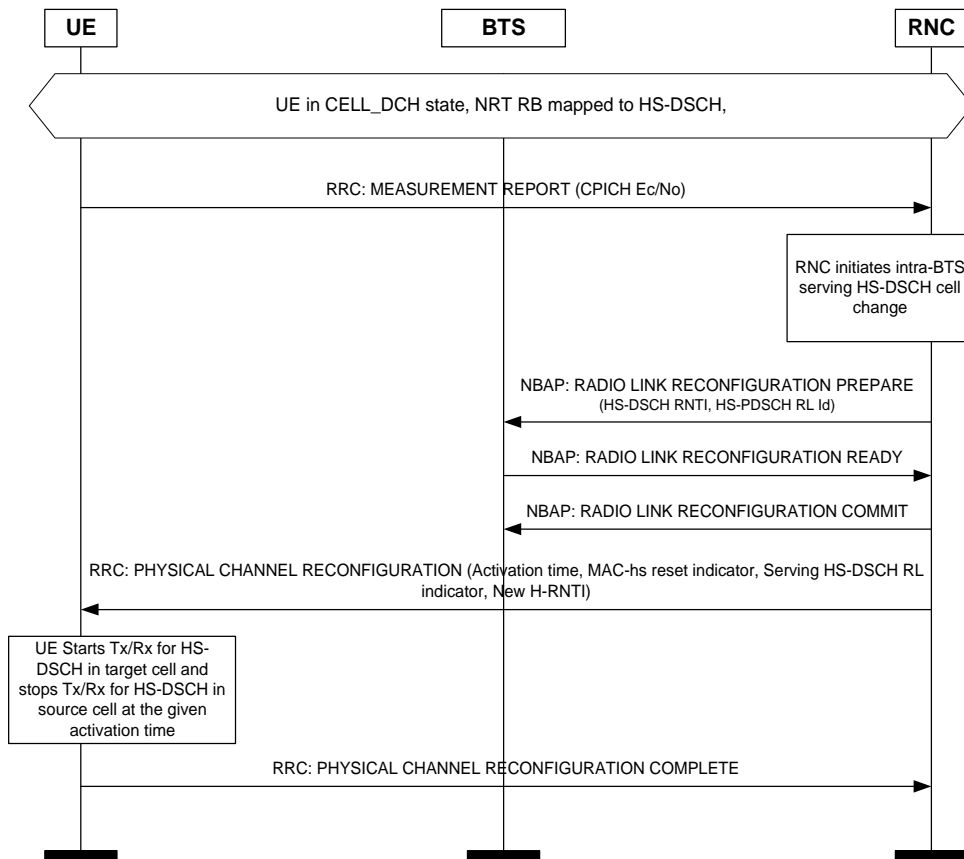 UE
BTS
RNC
UE in CELL_DCH state, NRT RB mapped to HS-DSCH,
RRC: MEASUREMENT REPORT (CPICH Ec/No)
RNC initiates intra-BTS
serving HS-DSCH cell
change
NBAP: RADIO LINK RECONFIGURATION PREPARE
(HS-DSCH RNTI, HS-PDSCH RL Id)
NBAP: RADIO LINK RECONFIGURATION READY
NBAP: RADIO LINK RECONFIGURATION COMMIT
RRC: PHYSICAL CHANNEL RECONFIGURATION (Activation time, MAC-hs reset indicator, Serving HS-DSCH RL
indicator, New H-RNTI)
UE Starts Tx/Rx for HS-
DSCH in target cell and
stops Tx/Rx for HS-DSCH in
source cell at the given
activation time
RRC: PHYSICAL CHANNEL RECONFIGURATION COMPLETE